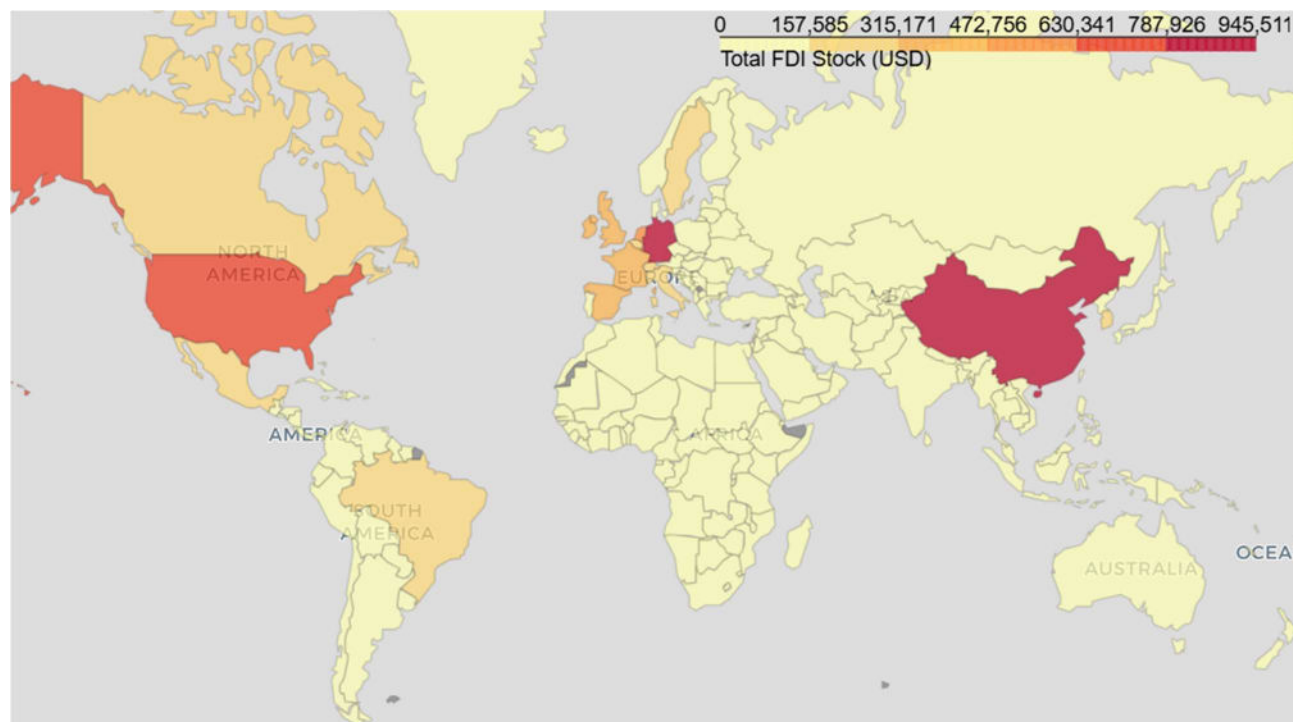 0 157,585 315,171 472,756 630,341 787,926 945,511
Total FDI Stock (USD)
NORTH
AMERICA
EUROPE
ASIA
AMERICA
AFRICA
SOUTH
AMERICA
OCEA
AUSTRALIA